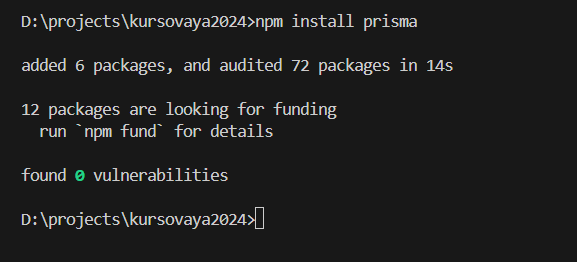 D:\projects\kursovaya2024>npm install prisma
added 6 packages, and audited 72 packages in 14s
12 packages are looking for funding
  run `npm fund` for details
found 0 vulnerabilities
D:\projects\kursovaya2024>